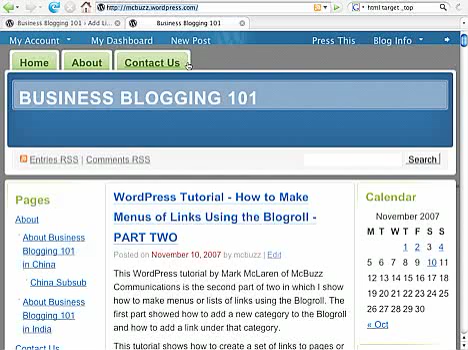 http://mcbuzz.wordpress.com/
html target _top
Business Blogging 101 › Add Li...
Business Blogging 101
My Account
My Dashboard
New Post
Press This
Blog Info
Home
About
Contact Us
BUSINESS BLOGGING 101
Entries RSS | Comments RSS
Search
Pages
About
About Business
Blogging 101
in China
China Subsub
About Business
Blogging 101
in India
Contact Us
WordPress Tutorial - How to Make
Menus of Links Using the Blogroll -
PART TWO
Posted on November 10, 2007 by mcbuzz | Edit
This WordPress tutorial by Mark McLaren of McBuzz
Communications is the second part of two in which I show
how to make menus or lists of links using the Blogroll. The
first part showed how to add a new category to the Blogroll
and how to add a link under that category.
This tutorial shows how to create a set of links to pages or
Calendar
November 2007
M T W T F S S
1 2 3 4
5 6 7 8 9 10 11
12 13 14 15 16 17 18
19 20 21 22 23 24 25
26 27 28 29 30
« Oct